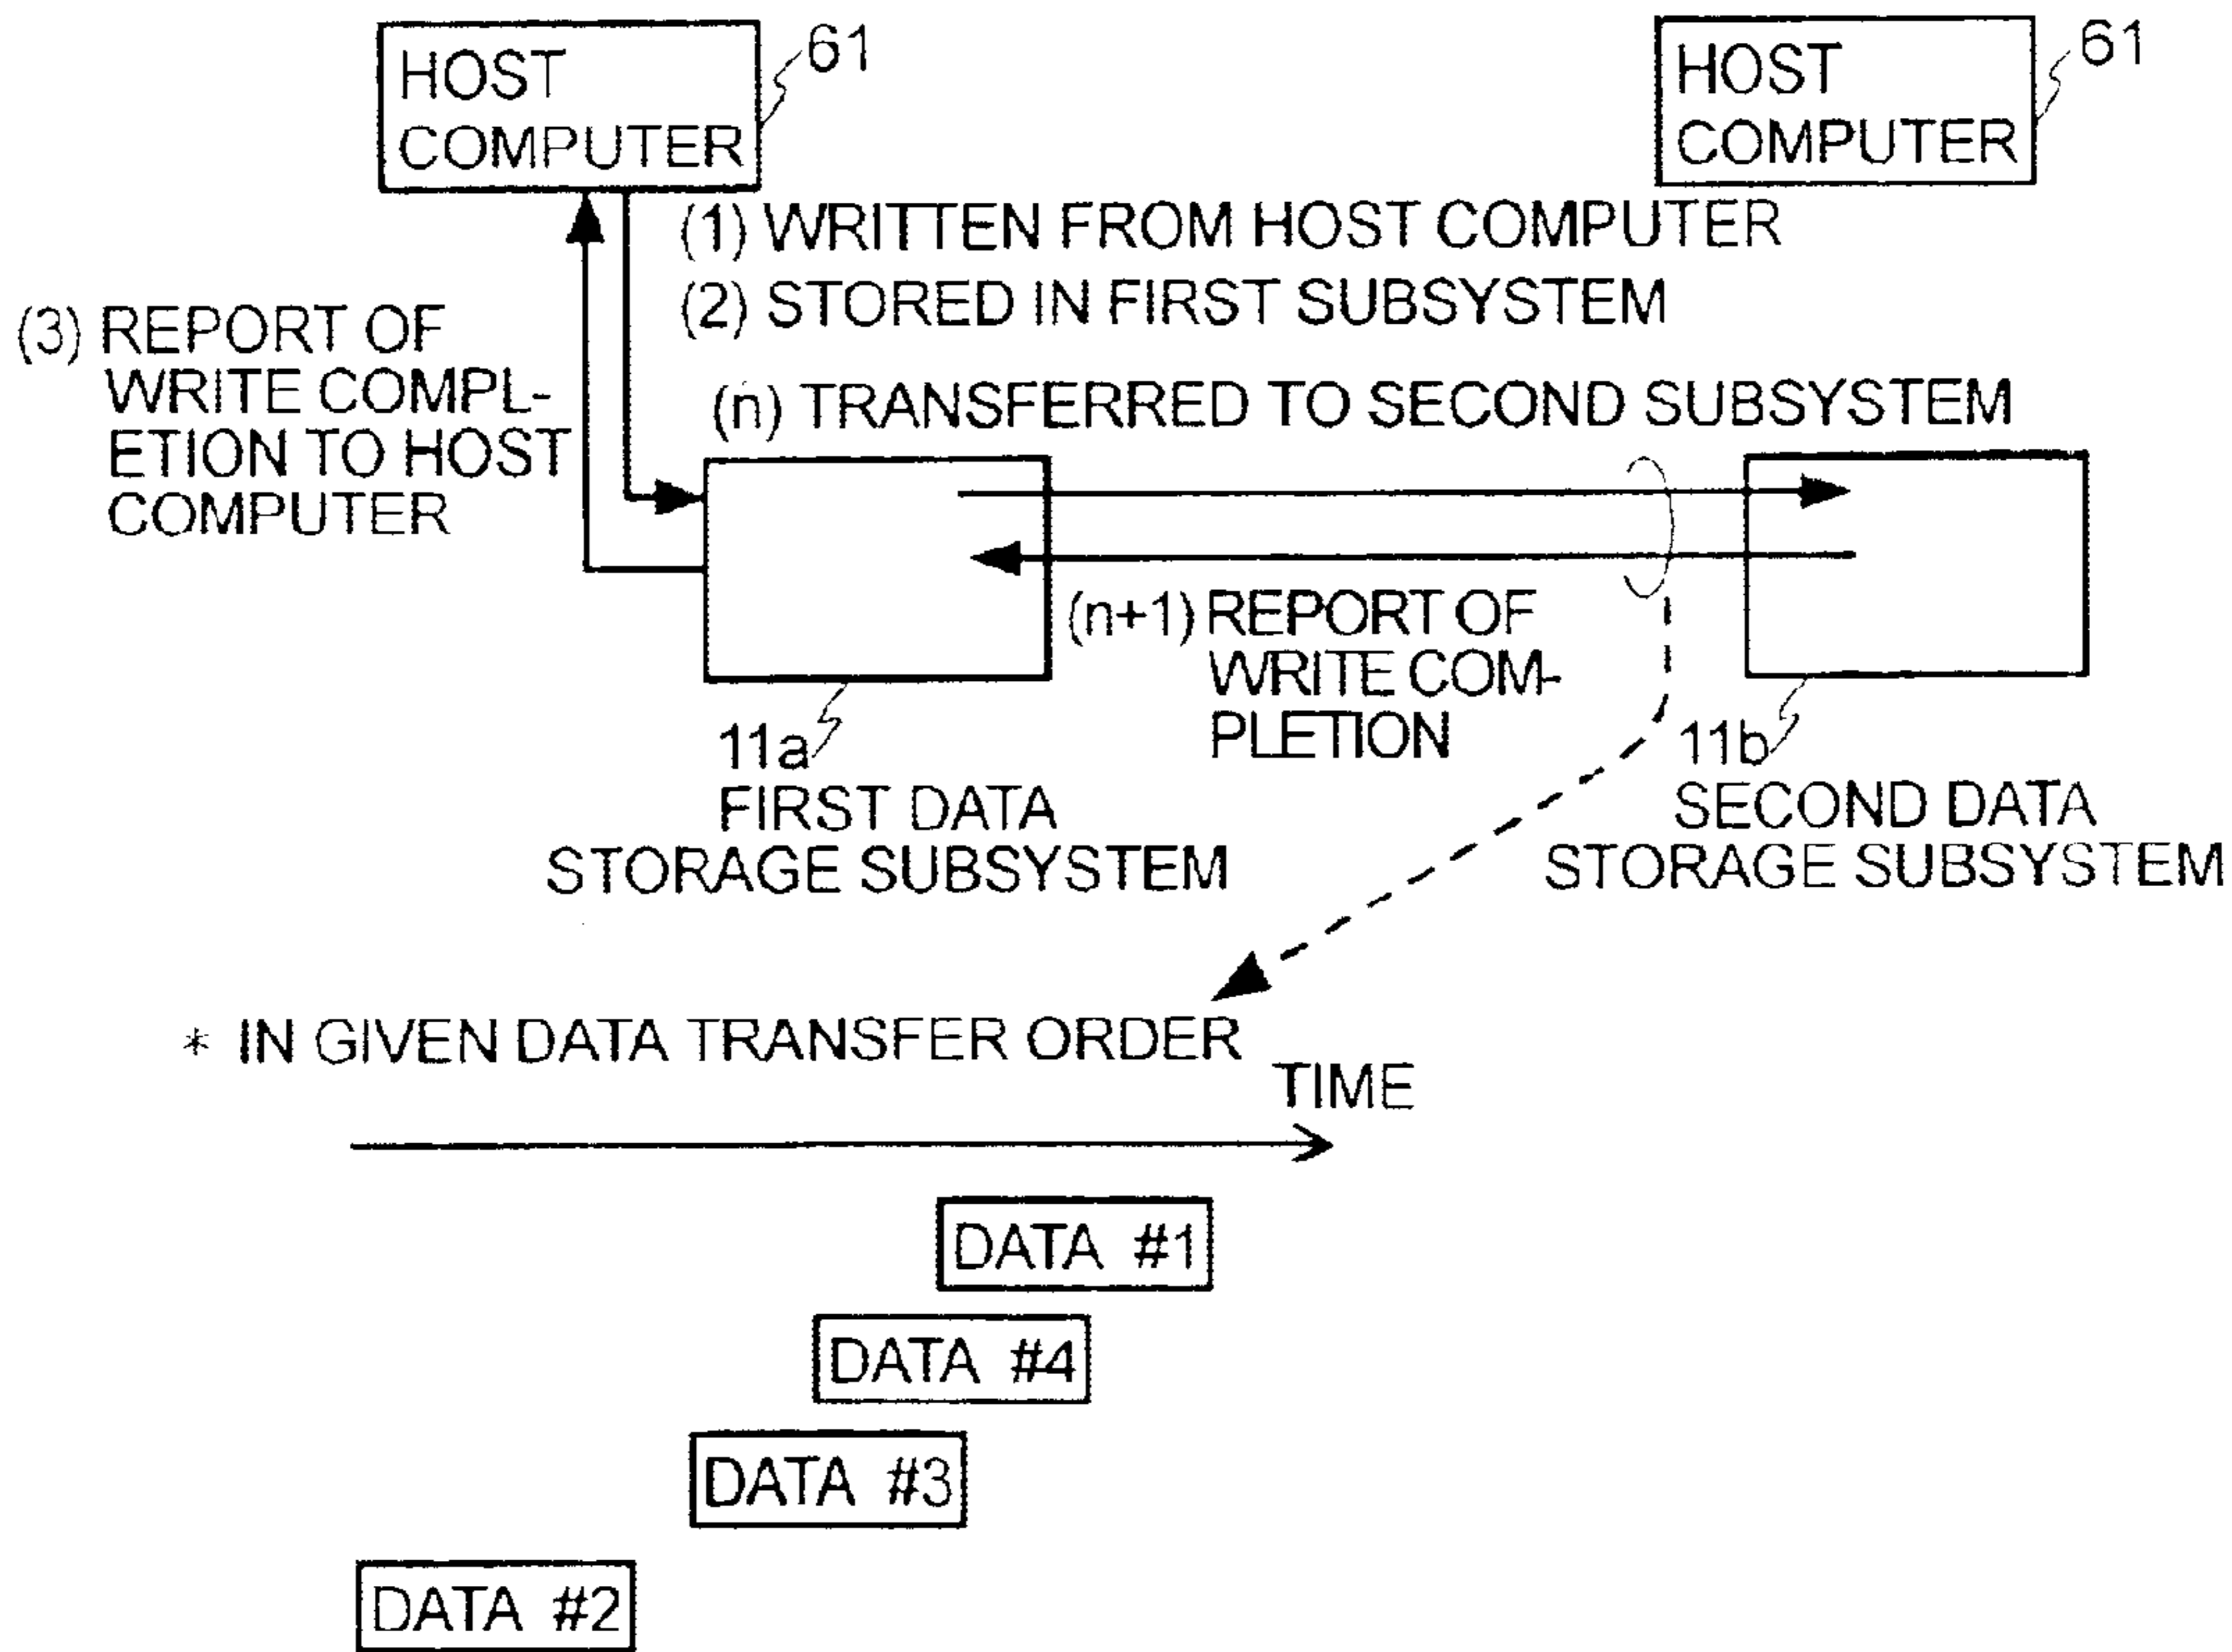 HOST
COMPUTER
61
HOST
COMPUTER
61
(1) WRITTEN FROM HOST COMPUTER
(2) STORED IN FIRST SUBSYSTEM
(3) REPORT OF
WRITE COMPL-
ETION TO HOST
COMPUTER
(n) TRANSFERRED TO SECOND SUBSYSTEM
(n+1) REPORT OF
WRITE COM-
PLETION
11a
FIRST DATA
STORAGE SUBSYSTEM
11b
SECOND DATA
STORAGE SUBSYSTEM
* IN GIVEN DATA TRANSFER ORDER
TIME
DATA #1
DATA #4
DATA #3
DATA #2